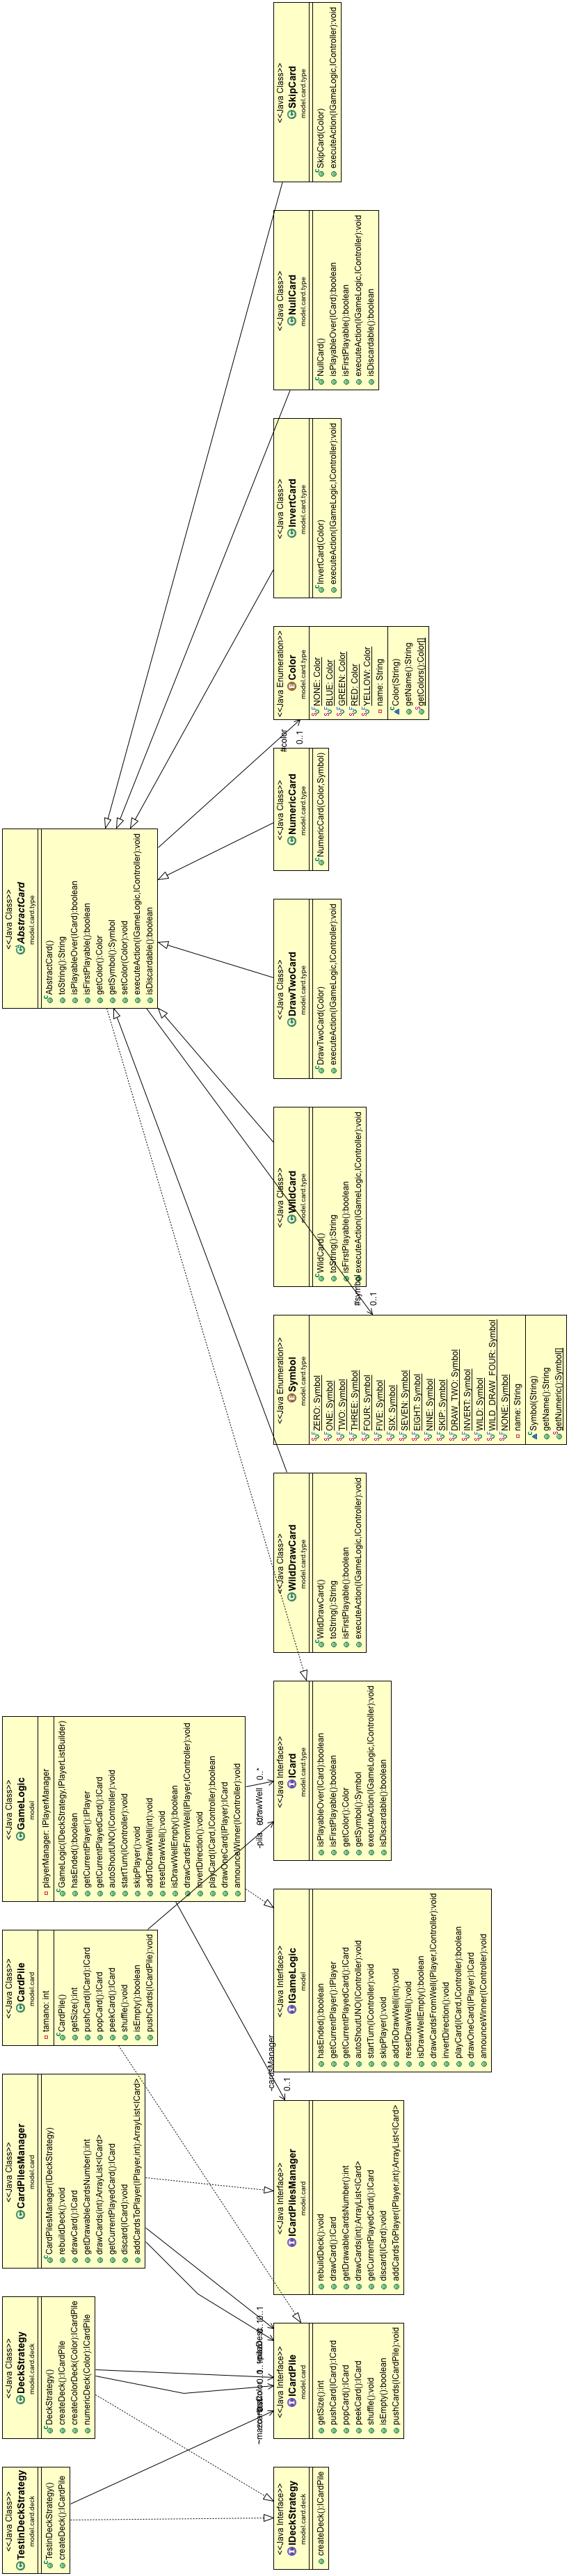 <<Java Class>>
TestinDeckStrategy
model.card.deck
TestinDeckStrategy()
createDeck():ICardPile
<<Java Class>>
DeckStrategy
model.card.deck
DeckStrategy()
createDeck():ICardPile
createColorDeck(Color):ICardPile
numericDeck(Color):ICardPile
<<Java Class>>
CardPilesManager
model.card
CardPilesManager(IDeckStrategy)
rebuildDeck():void
drawCard():ICard
getDrawableCardsNumber():int
drawCards(int):ArrayList<ICard>
getCurrentPlayedCard():ICard
discard(ICard):void
addCardsToPlayer(IPlayer,int):ArrayList<ICard>
<<Java Class>>
CardPile
model.card
tamano: int
CardPile()
getSize():int
pushCard(ICard):ICard
popCard():ICard
peekCard():ICard
shuffle():void
isEmpty():boolean
pushCards(ICardPile):void
<<Java Class>>
GameLogic
model
playerManager: IPlayerManager
GameLogic(IDeckStrategy,IPlayerListBuilder)
hasEnded():boolean
getCurrentPlayer():IPlayer
getCurrentPlayedCard():ICard
autoShoutUNO(IController):void
startTurn(IController):void
skipPlayer():void
addToDrawWell(int):void
resetDrawWell():void
isDrawWellEmpty():boolean
drawCardsFromWell(IPlayer,IController):void
invertDirection():void
playCard(ICard,IController):boolean
drawOneCard(IPlayer):ICard
announceWinner(IController):void
<<Java Class>>
AbstractCard
model.card.type
AbstractCard()
toString():String
isPlayableOver(ICard):boolean
isFirstPlayable():boolean
getColor():Color
getSymbol():Symbol
setColor(Color):void
executeAction(IGameLogic,IController):void
isDiscardable():boolean
-cardsManager
0..1
-pila
drawWell
0..*
#symbol
0..1
#color
0..1
<<Java Interface>>
IDeckStrategy
model.card.deck
createDeck():ICardPile
<<Java Interface>>
ICardPile
model.card
getSize():int
pushCard(ICard):ICard
popCard():ICard
peekCard():ICard
shuffle():void
isEmpty():boolean
pushCards(ICardPile):void
<<Java Interface>>
ICardPilesManager
model.card
rebuildDeck():void
drawCard():ICard
getDrawableCardsNumber():int
drawCards(int):ArrayList<ICard>
getCurrentPlayedCard():ICard
discard(ICard):void
addCardsToPlayer(IPlayer,int):ArrayList<ICard>
<<Java Interface>>
IGameLogic
model
hasEnded():boolean
getCurrentPlayer():IPlayer
getCurrentPlayedCard():ICard
autoShoutUNO(IController):void
startTurn(IController):void
skipPlayer():void
addToDrawWell(int):void
resetDrawWell():void
isDrawWellEmpty():boolean
drawCardsFromWell(IPlayer,IController):void
invertDirection():void
playCard(ICard,IController):boolean
drawOneCard(IPlayer):ICard
announceWinner(IController):void
<<Java Interface>>
ICard
model.card.type
isPlayableOver(ICard):boolean
isFirstPlayable():boolean
getColor():Color
getSymbol():Symbol
executeAction(IGameLogic,IController):void
isDiscardable():boolean
<<Java Class>>
WildDrawCard
model.card.type
WildDrawCard()
toString():String
isFirstPlayable():boolean
executeAction(IGameLogic,IController):void
<<Java Enumeration>>
Symbol
model.card.type
ZERO: Symbol
ONE: Symbol
TWO: Symbol
THREE: Symbol
FOUR: Symbol
FIVE: Symbol
SIX: Symbol
SEVEN: Symbol
EIGHT: Symbol
NINE: Symbol
SKIP: Symbol
DRAW_TWO: Symbol
INVERT: Symbol
WILD: Symbol
WILD_DRAW_FOUR: Symbol
NONE: Symbol
name: String
Symbol(String)
getName():String
getNumeric():Symbol[]
<<Java Class>>
WildCard
model.card.type
WildCard()
toString():String
isFirstPlayable():boolean
executeAction(IGameLogic,IController):void
<<Java Class>>
DrawTwoCard
model.card.type
DrawTwoCard(Color)
executeAction(IGameLogic,IController):void
<<Java Class>>
NumericCard
model.card.type
NumericCard(Color,Symbol)
<<Java Enumeration>>
Color
model.card.type
NONE: Color
BLUE: Color
GREEN: Color
RED: Color
YELLOW: Color
name: String
Color(String)
getName():String
getColors():Color[]
<<Java Class>>
InvertCard
model.card.type
InvertCard(Color)
executeAction(IGameLogic,IController):void
<<Java Class>>
NullCard
model.card.type
NullCard()
isPlayableOver(ICard):boolean
isFirstPlayable():boolean
executeAction(IGameLogic,IController):void
isDiscardable():boolean
<<Java Class>>
SkipCard
model.card.type
SkipCard(Color)
executeAction(IGameLogic,IController):void